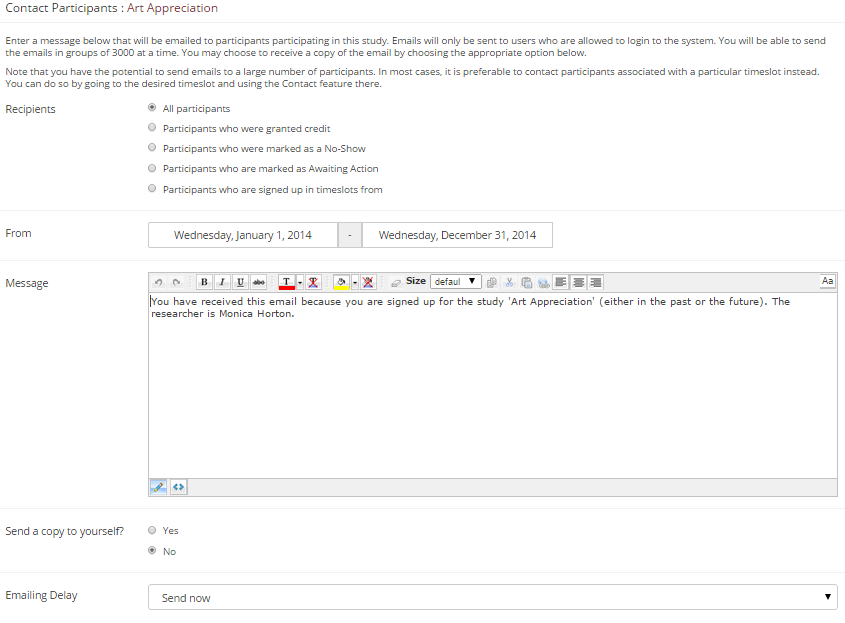 Contact Participants : Art Appreciation
Enter a message below that will be emailed to participants participating in this study. Emails will only be sent to users who are allowed to login to the system. You will be able to send
the emails in groups of 3000 at a time. You may choose to receive a copy of the email by choosing the appropriate option below.
Note that you have the potential to send emails to a large number of participants. In most cases, it is preferable to contact participants associated with a particular timeslot instead.
You can do so by going to the desired timeslot and using the Contact feature there.
Recipients
All participants
Participants who were granted credit
Participants who were marked as a No-Show
Participants who are marked as Awaiting Action
Participants who are signed up in timeslots from
From
Wednesday, January 1, 2014 - Wednesday, December 31, 2014
Message
B I U abc T X Size defaul Aa
You have received this email because you are signed up for the study 'Art Appreciation' (either in the past or the future). The
researcher is Monica Horton.
Send a copy to yourself?
Yes
No
Emailing Delay
Send now